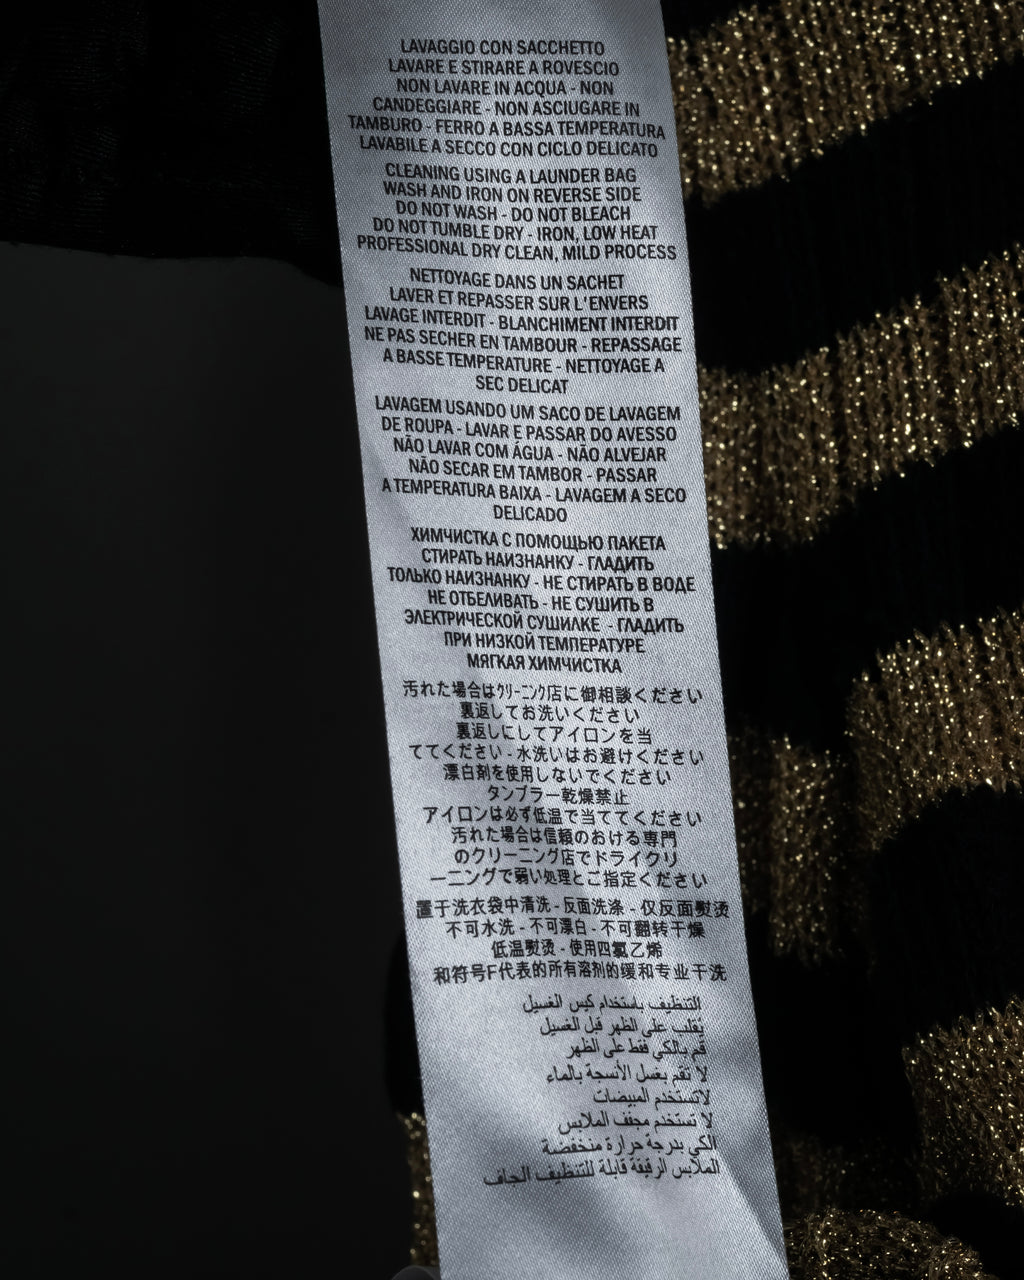 LAVAGGIO CON SACCHETTO
LAVARE E STIRARE A ROVESCIO
NON LAVARE IN ACQUA - NON
CANDEGGIARE - NON ASCIUGARE IN
TAMBURO - FERRO A BASSA TEMPERATURA
LAVABILE A SECCO CON CICLO DELICATO
CLEANING USING A LAUNDER BAG
WASH AND IRON ON REVERSE SIDE
DO NOT WASH - DO NOT BLEACH
DO NOT TUMBLE DRY - IRON, LOW HEAT
PROFESSIONAL DRY CLEAN, MILD PROCESS
NETTOYAGE DANS UN SACHET
LAVER ET REPASSER SUR L'ENVERS
LAVAGE INTERDIT - BLANCHIMENT INTERDIT
NE PAS SECHER EN TAMBOUR - REPASSAGE
A BASSE TEMPERATURE - NETTOYAGE A
SEC DELICAT
LAVAGEM USANDO UM SACO DE LAVAGEM
DE ROUPA - LAVAR E PASSAR DO AVESSO
NÃO LAVAR COM ÁGUA - NÃO ALVEJAR
NÃO SECAR EM TAMBOR - PASSAR
A TEMPERATURA BAIXA - LAVAGEM A SECO
DELICADO
ХИМЧИСТКА С ПОМОЩЬЮ ПАКЕТА
СТИРАТЬ НАИЗНАНКУ - ГЛАДИТЬ
ТОЛЬКО НАИЗНАНКУ - НЕ СТИРАТЬ В ВОДЕ
НЕ ОТБЕЛИВАТЬ - НЕ СУШИТЬ В
ЭЛЕКТРИЧЕСКОЙ СУШИЛКЕ - ГЛАДИТЬ
ПРИ НИЗКОЙ ТЕМПЕРАТУРЕ
МЯГКАЯ ХИМЧИСТКА
汚れた場合はｸﾘｰﾆﾝｸﾞ店に御相談ください
裏返してお洗いください
裏返しにしてアイロンを当
ててください - 水洗いはお避けください
漂白剤を使用しないでください
タンブラー乾燥禁止
アイロンは必ず低温で当ててください
汚れた場合は信頼のおける専門
のクリーニング店でドライクリ
ーニングで弱い処理とご指定ください
置于洗衣袋中清洗 - 反面洗涤 - 仅反面熨烫
不可水洗 - 不可漂白 - 不可翻转干燥
低温熨烫 - 使用四氯乙烯
和符号F代表的所有溶剂的缓和专业干洗
التنظيف باستخدام كيس الغسيل
يقلب على الظهر قبل الغسيل
قم بالكي فقط على الظهر
لا تقم بغسل الأنسجة بالماء
لاتستخدم المبيضات
لا تستخدم مجفف الملابس
الكي بدرجة حرارة منخفضة
الملابس الرقيقة قابلة للتنظيف الجاف